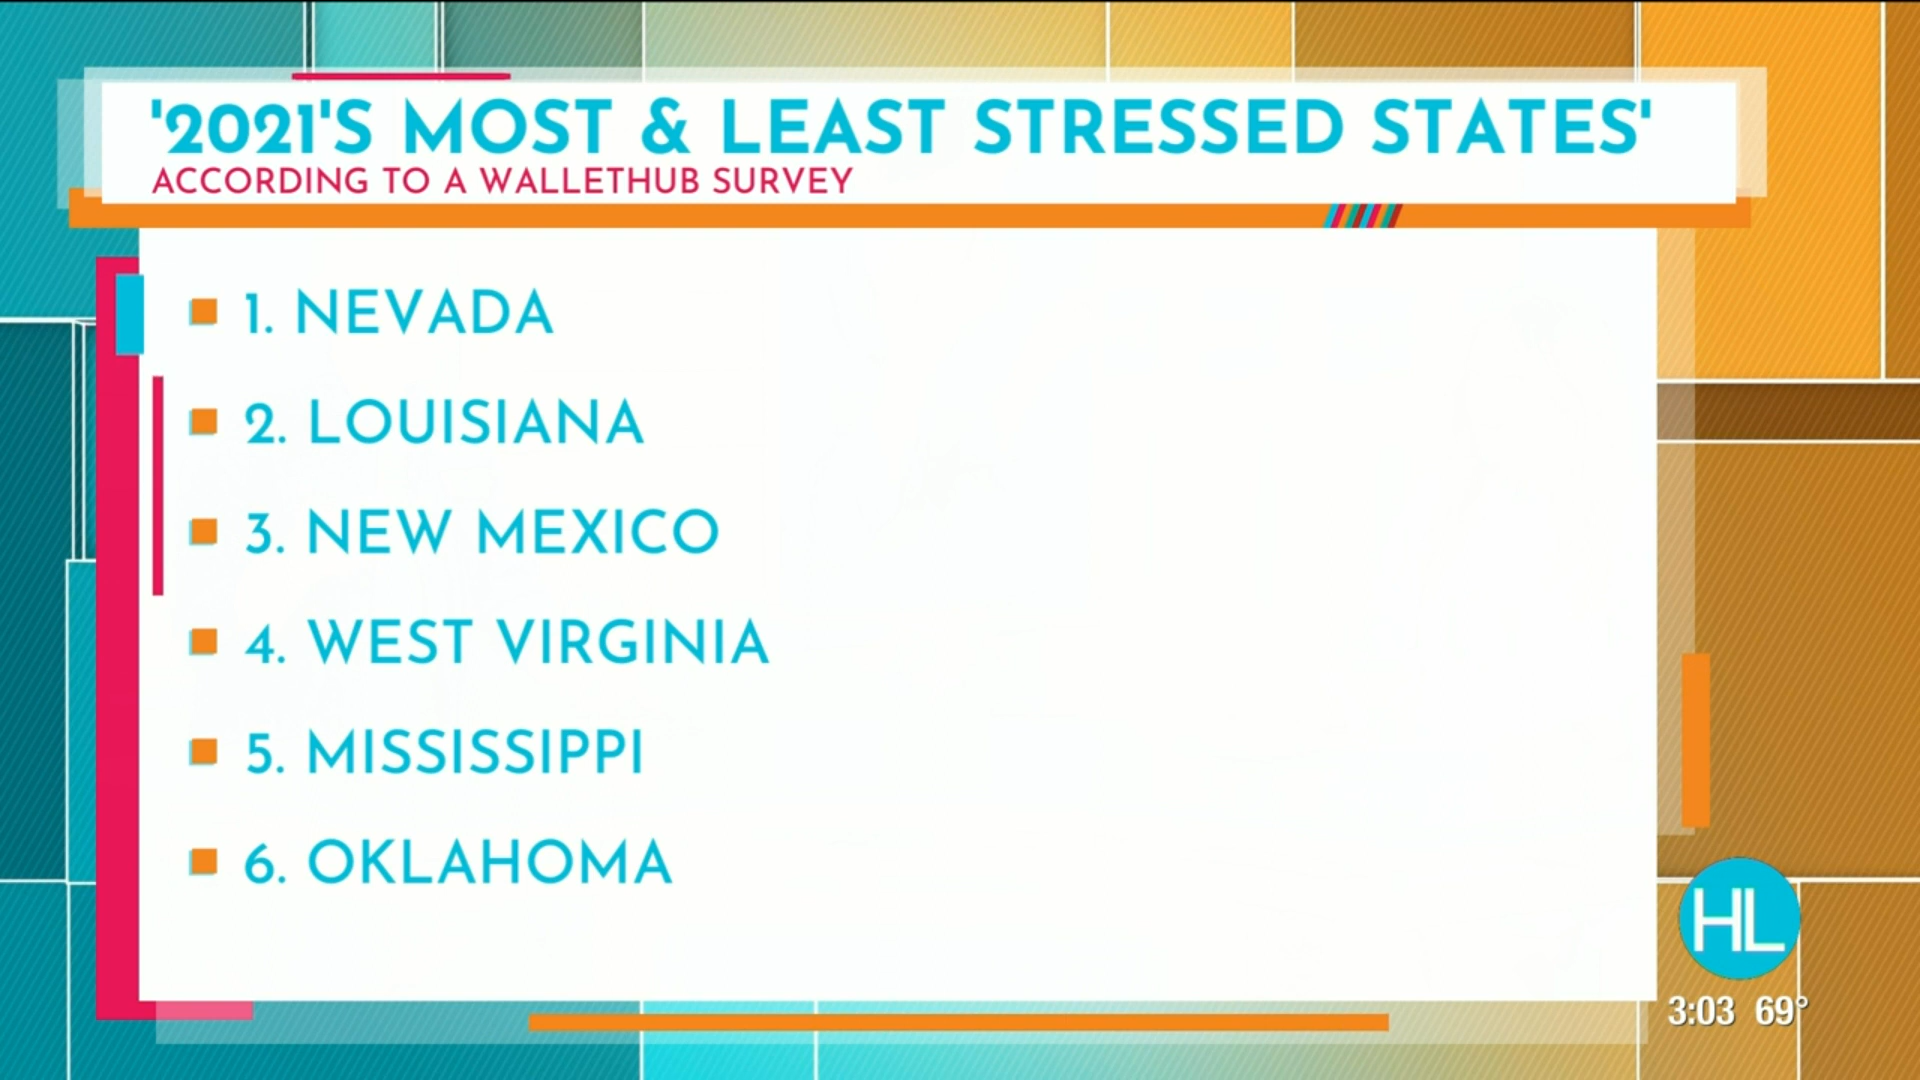 '2021'S MOST & LEAST STRESSED STATES'
ACCORDING TO A WALLETHUB SURVEY
1. NEVADA
2. LOUISIANA
3. NEW MEXICO
4. WEST VIRGINIA
5. MISSISSIPPI
6. OKLAHOMA
HL
3:03 69°